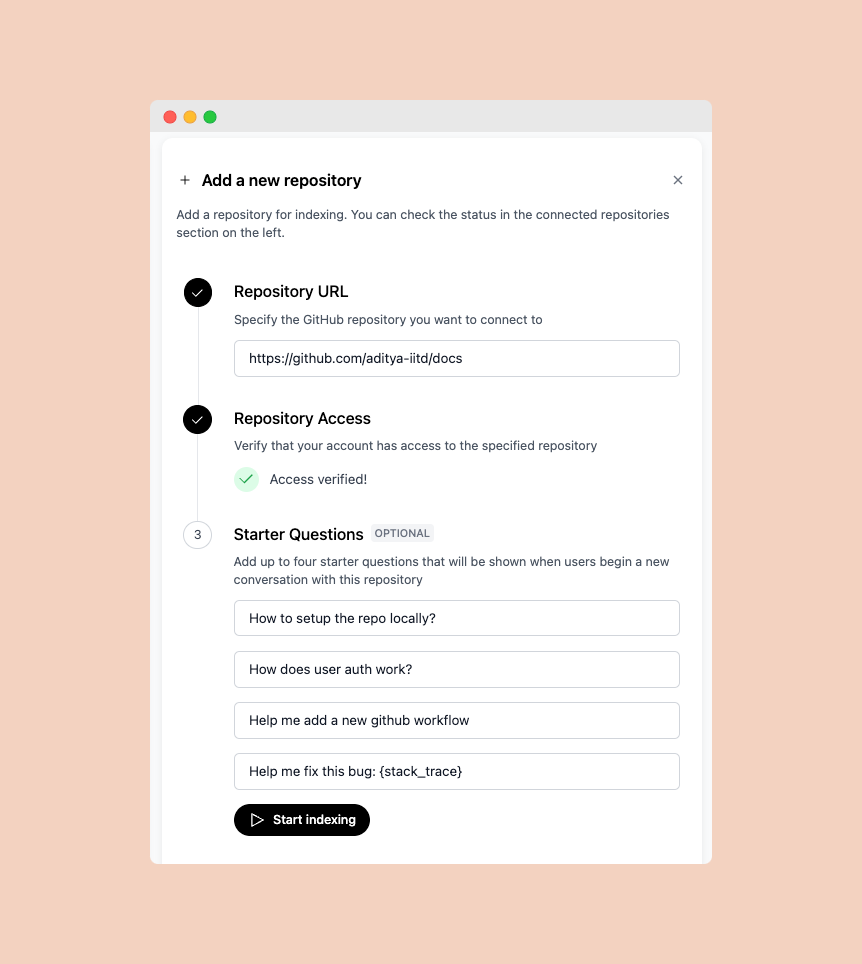 Add a new repository
Add a repository for indexing. You can check the status in the connected repositories
section on the left.
Repository URL
Specify the GitHub repository you want to connect to
https://github.com/aditya-iitd/docs
Repository Access
Verify that your account has access to the specified repository
Access verified!
3
Starter Questions OPTIONAL
Add up to four starter questions that will be shown when users begin a new
conversation with this repository
How to setup the repo locally?
How does user auth work?
Help me add a new github workflow
Help me fix this bug: {stack_trace}
Start indexing